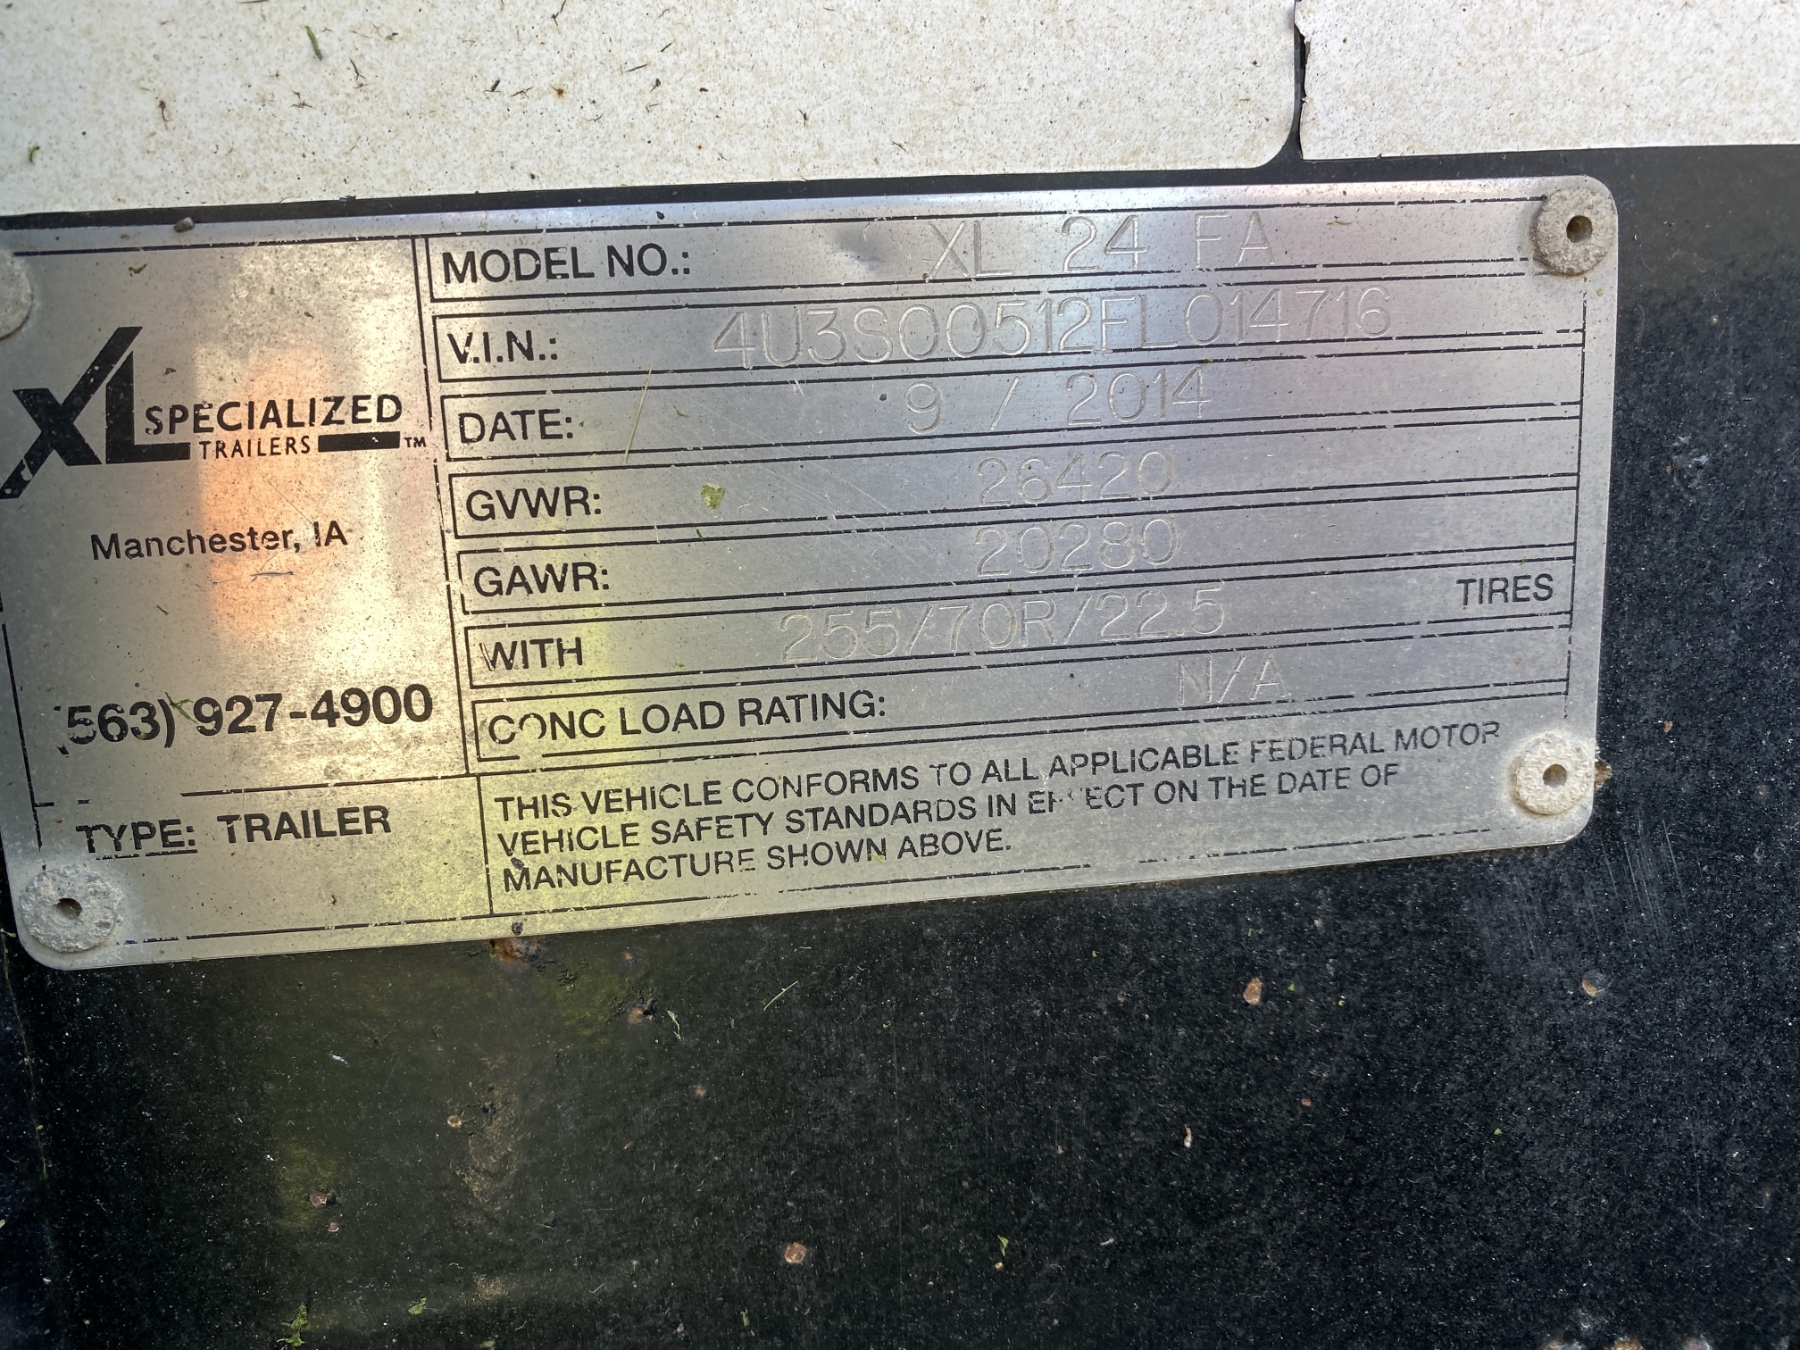 MODEL NO.: XL 24 FA
V.I.N.: 4U3S00512FL014716
DATE: 9 / 2014
GVWR: 26420
GAWR: 20280
WITH 255/70R/22.5 TIRES
CONC LOAD RATING: N/A
XL SPECIALIZED
TRAILERS ™
Manchester, IA
(563) 927-4900
TYPE: TRAILER
THIS VEHICLE CONFORMS TO ALL APPLICABLE FEDERAL MOTOR
VEHICLE SAFETY STANDARDS IN EFFECT ON THE DATE OF
MANUFACTURE SHOWN ABOVE.